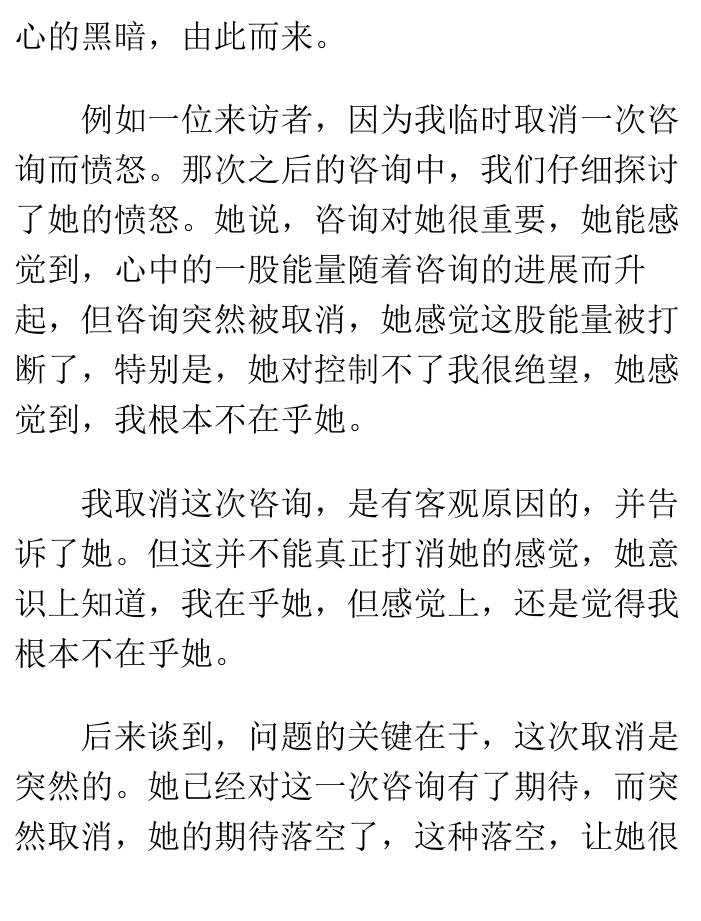 心的黑暗，由此而来。
例如一位来访者，因为我临时取消一次咨
询而愤怒。那次之后的咨询中，我们仔细探讨
了她的愤怒。她说，咨询对她很重要，她能感
觉到，心中的一股能量随着咨询的进展而升
起，但咨询突然被取消，她感觉这股能量被打
断了，特别是，她对控制不了我很绝望，她感
觉到，我根本不在乎她。
我取消这次咨询，是有客观原因的，并告
诉了她。但这并不能真正打消她的感觉，她意
识上知道，我在乎她，但感觉上，还是觉得我
根本不在乎她。
后来谈到，问题的关键在于，这次取消是
突然的。她已经对这一次咨询有了期待，而突
然取消，她的期待落空了，这种落空，让她很